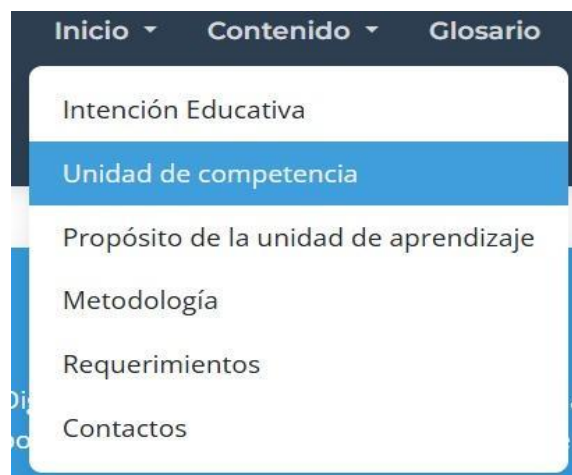 Inicio Contenido Glosario
Intención Educativa
Unidad de competencia
Propósito de la unidad de aprendizaje
Metodología
Requerimientos
Contactos